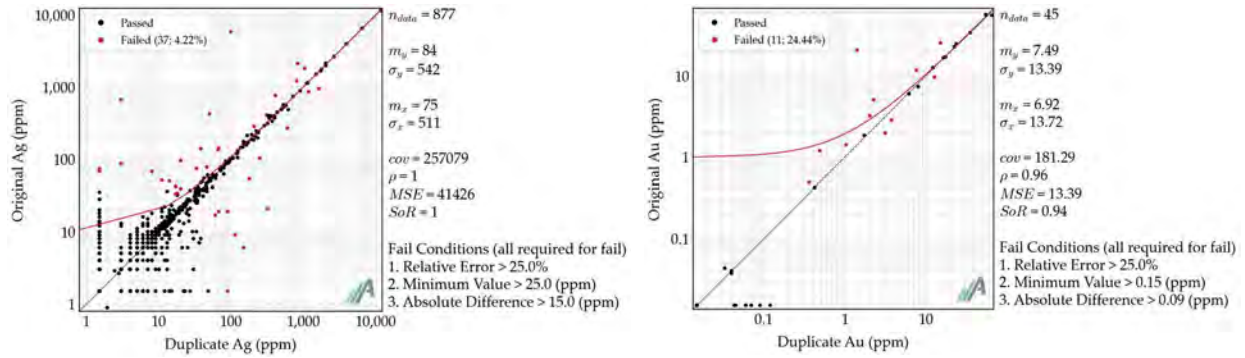 10,000
1,000
100
10
1
Original Ag (ppm)
Passed
Failed (37; 4.22%)
1 10 100 1,000 10,000
Duplicate Ag (ppm)
n_data = 877
m_y = 84
σ_y = 542
m_x = 75
σ_x = 511
cov = 257079
ρ = 1
MSE = 41426
SoR = 1
Fail Conditions (all required for fail)
1. Relative Error > 25.0%
2. Minimum Value > 25.0 (ppm)
3. Absolute Difference > 15.0 (ppm)
10
1
0.1
Original Au (ppm)
Passed
Failed (11; 24.44%)
0.1 1 10
Duplicate Au (ppm)
n_data = 45
m_y = 7.49
σ_y = 13.39
m_x = 6.92
σ_x = 13.72
cov = 181.29
ρ = 0.96
MSE = 13.39
SoR = 0.94
Fail Conditions (all required for fail)
1. Relative Error > 25.0%
2. Minimum Value > 0.15 (ppm)
3. Absolute Difference > 0.09 (ppm)